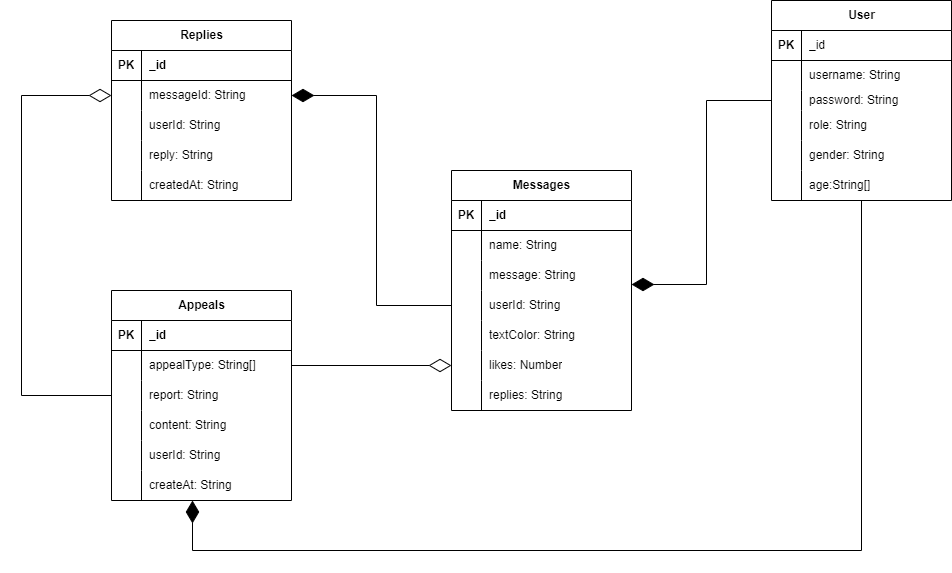 Replies
PK _id
messageId: String
userId: String
reply: String
createdAt: String
User
PK _id
username: String
password: String
role: String
gender: String
age:String[]
Messages
PK _id
name: String
message: String
userId: String
textColor: String
likes: Number
replies: String
Appeals
PK _id
appealType: String[]
report: String
content: String
userId: String
createAt: String